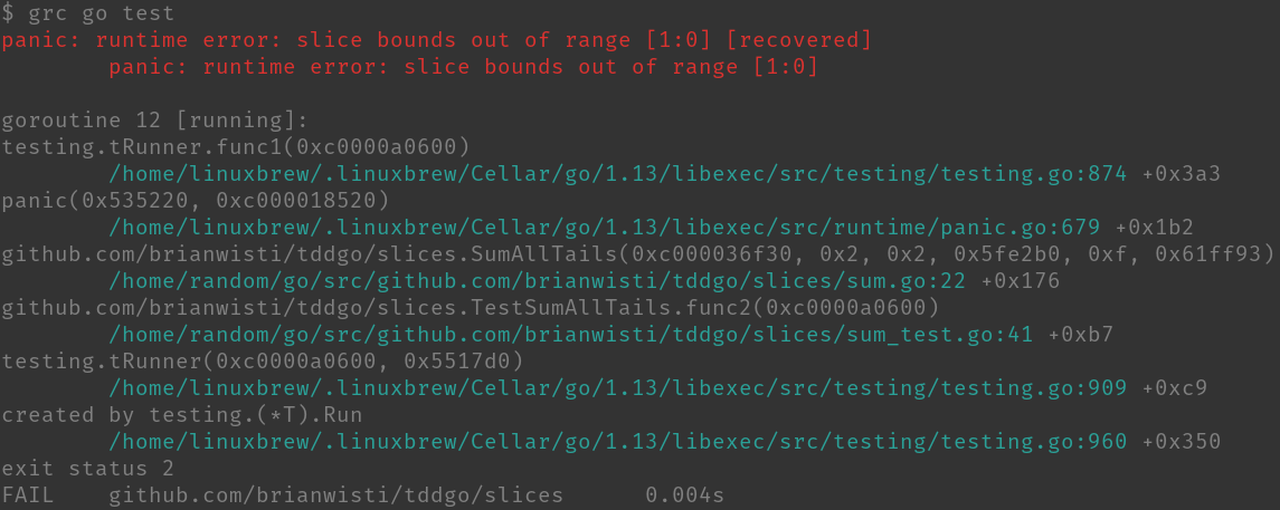 $ grc go test
panic: runtime error: slice bounds out of range [1:0] [recovered]
        panic: runtime error: slice bounds out of range [1:0]

goroutine 12 [running]:
testing.tRunner.func1(0xc0000a0600)
        /home/linuxbrew/.linuxbrew/Cellar/go/1.13/libexec/src/testing/testing.go:874 +0x3a3
panic(0x535220, 0xc000018520)
        /home/linuxbrew/.linuxbrew/Cellar/go/1.13/libexec/src/runtime/panic.go:679 +0x1b2
github.com/brianwisti/tddgo/slices.SumAllTails(0xc000036f30, 0x2, 0x2, 0x5fe2b0, 0xf, 0x61ff93)
        /home/random/go/src/github.com/brianwisti/tddgo/slices/sum.go:22 +0x176
github.com/brianwisti/tddgo/slices.TestSumAllTails.func2(0xc0000a0600)
        /home/random/go/src/github.com/brianwisti/tddgo/slices/sum_test.go:41 +0xb7
testing.tRunner(0xc0000a0600, 0x5517d0)
        /home/linuxbrew/.linuxbrew/Cellar/go/1.13/libexec/src/testing/testing.go:909 +0xc9
created by testing.(*T).Run
        /home/linuxbrew/.linuxbrew/Cellar/go/1.13/libexec/src/testing/testing.go:960 +0x350
exit status 2
FAIL    github.com/brianwisti/tddgo/slices      0.004s